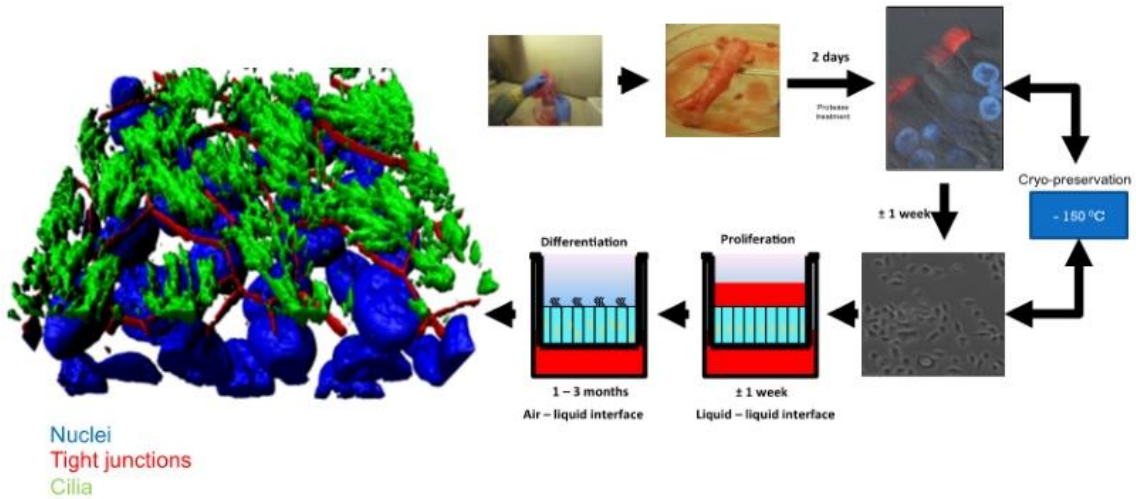 2 days
Protease
treatment
Cryo-preservation
- 150 ºC
± 1 week
Differentiation
Proliferation
1 – 3 months
± 1 week
Air – liquid interface
Liquid – liquid interface
Nuclei
Tight junctions
Cilia